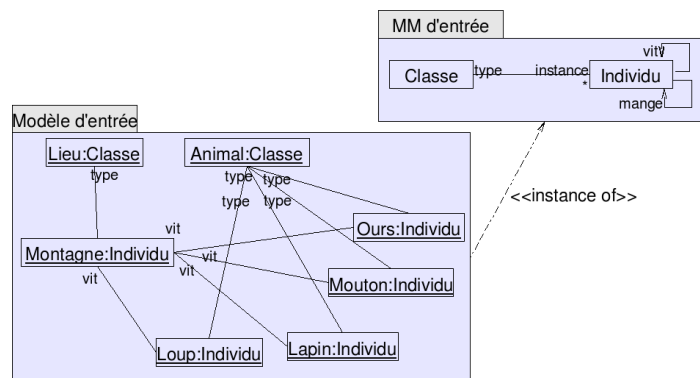 MM d'entrée
vit
Classe
type
instance
*
Individu
mange
Modèle d'entrée
Lieu:Classe
Animal:Classe
type
type
type
type
type
<<instance of>>
Ours:Individu
vit
Montagne:Individu
vit
vit
vit
Mouton:Individu
Loup:Individu
Lapin:Individu